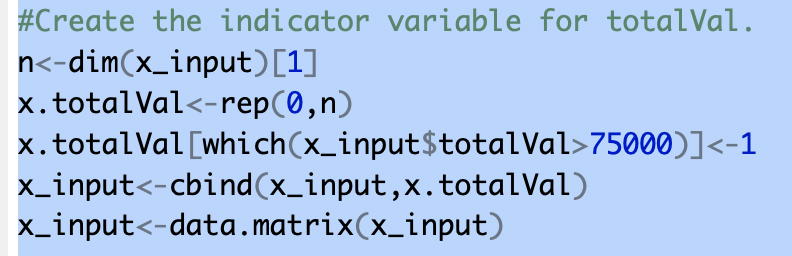 #Create the indicator variable for totalVal.
n<-dim(x_input)[1]
x.totalVal<-rep(0,n)
x.totalVal[which(x_input$totalVal>75000)]<-1
x_input<-cbind(x_input,x.totalVal)
x_input<-data.matrix(x_input)